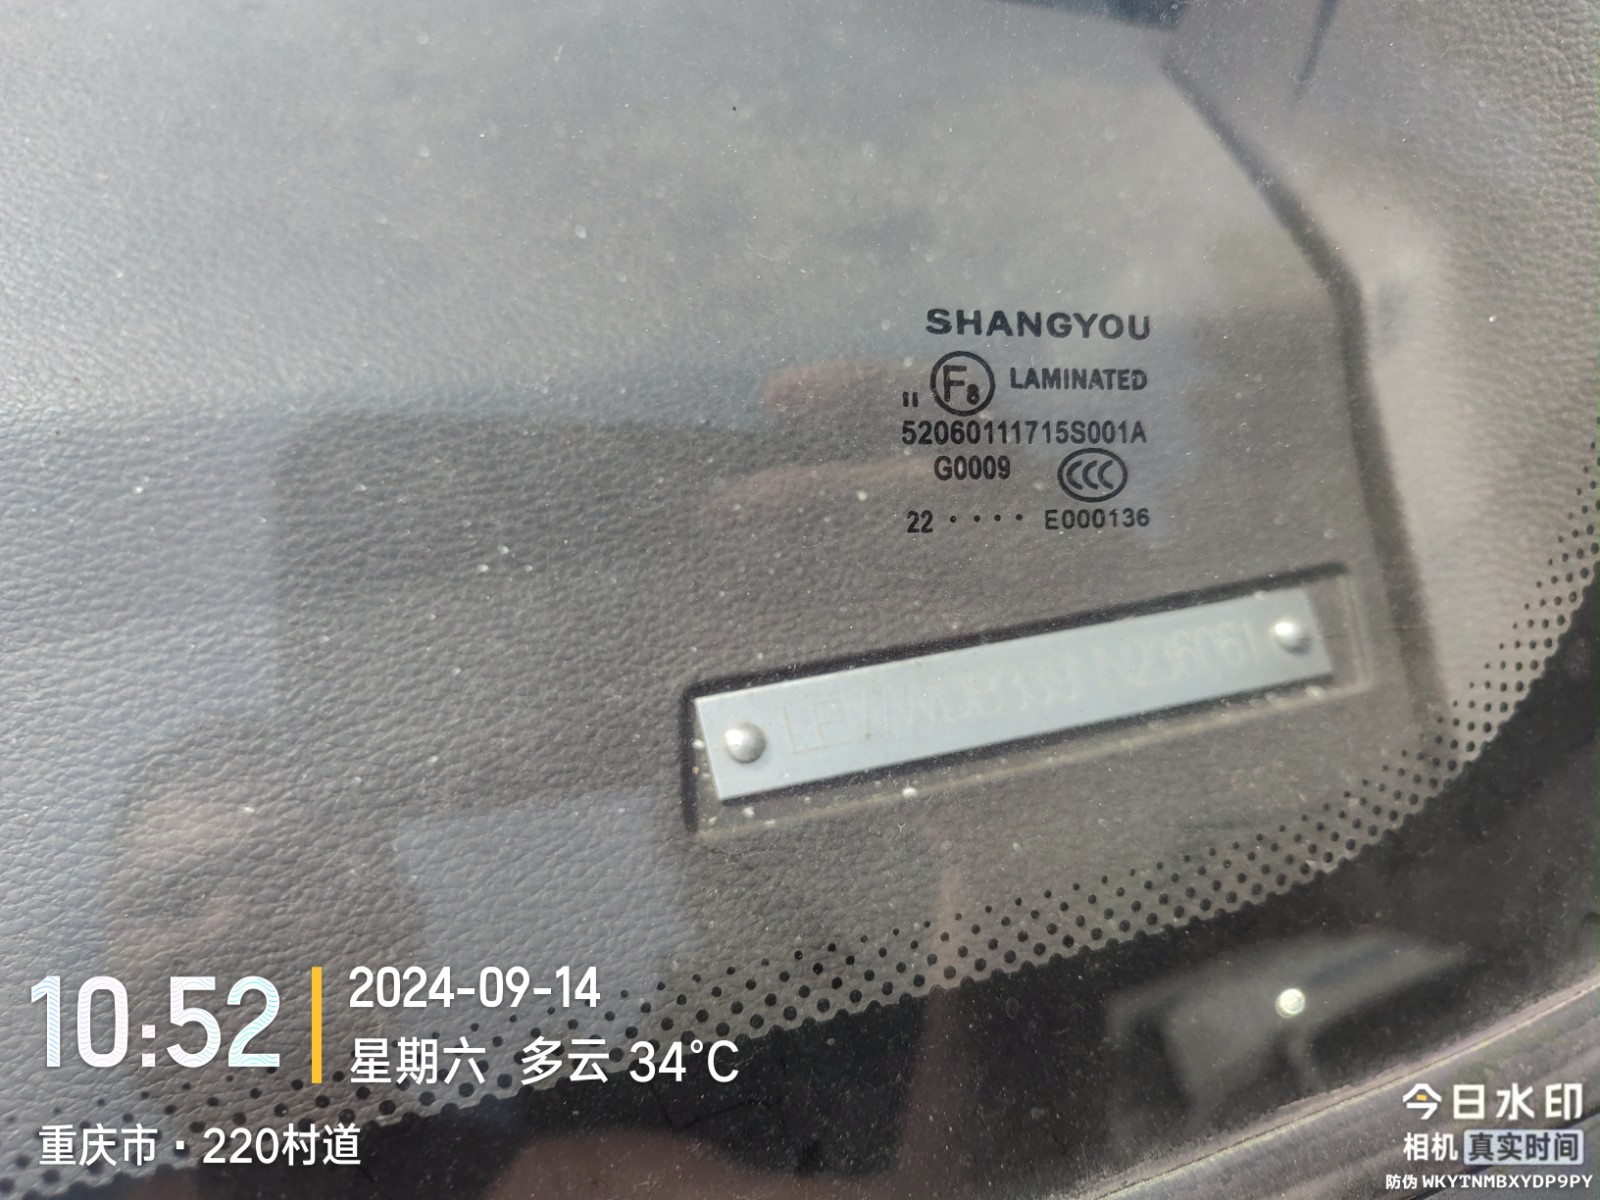 SHANGYOU
II F8 LAMINATED
52060111715S001A
G0009 CCC
22 ···· E000136
10:52
2024-09-14
星期六 多云 34°C
重庆市·220村道
今日水印
相机 真实时间
防伪 WKYTNMBXYDP9PY